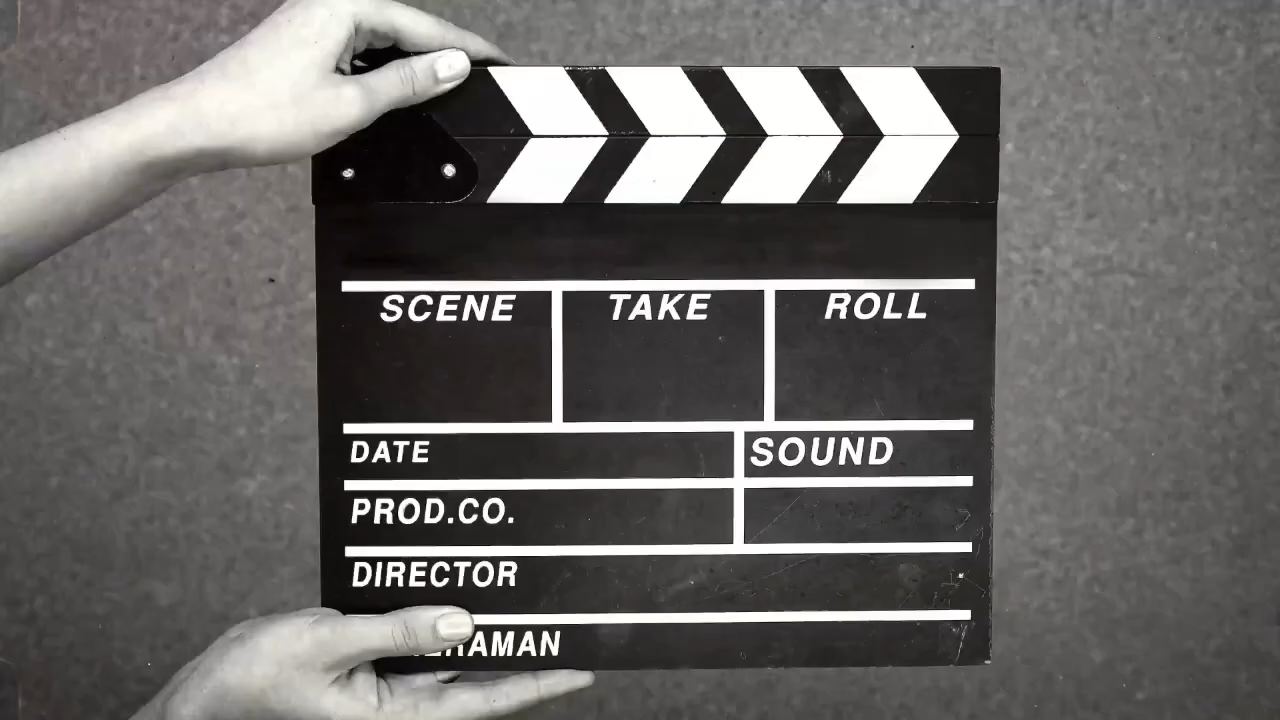 SCENE TAKE ROLL
DATE SOUND
PROD.CO.
DIRECTOR